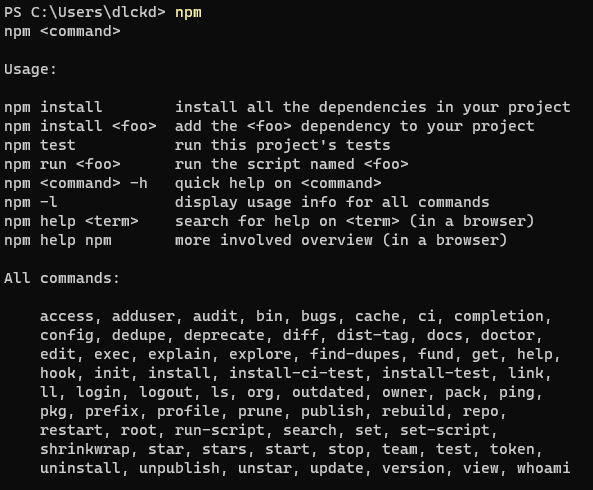 PS C:\Users\dlckd> npm
npm <command>
Usage:
npm install        install all the dependencies in your project
npm install <foo>  add the <foo> dependency to your project
npm test           run this project's tests
npm run <foo>      run the script named <foo>
npm <command> -h   quick help on <command>
npm -l             display usage info for all commands
npm help <term>    search for help on <term> (in a browser)
npm help npm       more involved overview (in a browser)
All commands:
    access, adduser, audit, bin, bugs, cache, ci, completion,
    config, dedupe, deprecate, diff, dist-tag, docs, doctor,
    edit, exec, explain, explore, find-dupes, fund, get, help,
    hook, init, install, install-ci-test, install-test, link,
    ll, login, logout, ls, org, outdated, owner, pack, ping,
    pkg, prefix, profile, prune, publish, rebuild, repo,
    restart, root, run-script, search, set, set-script,
    shrinkwrap, star, stars, start, stop, team, test, token,
    uninstall, unpublish, unstar, update, version, view, whoami